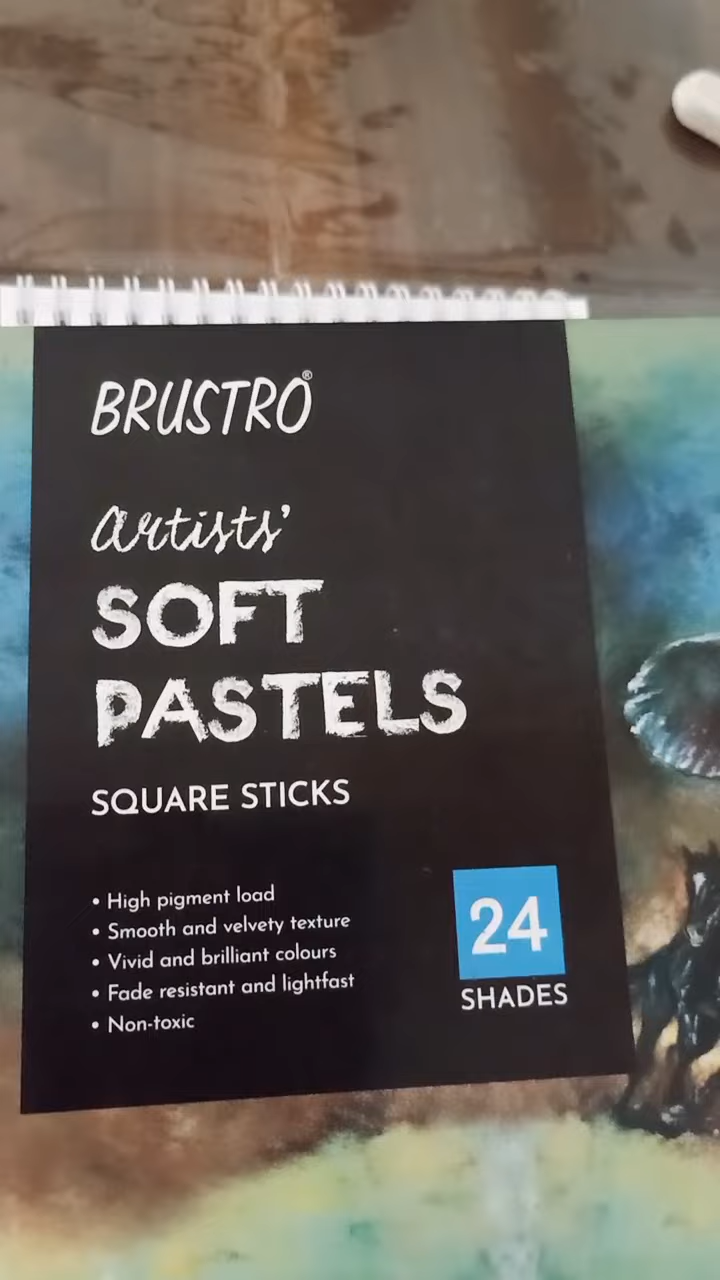 BRUSTRO®
artists'
SOFT
PASTELS
SQUARE STICKS
• High pigment load
• Smooth and velvety texture
• Vivid and brilliant colours
• Fade resistant and lightfast
• Non-toxic
24
SHADES